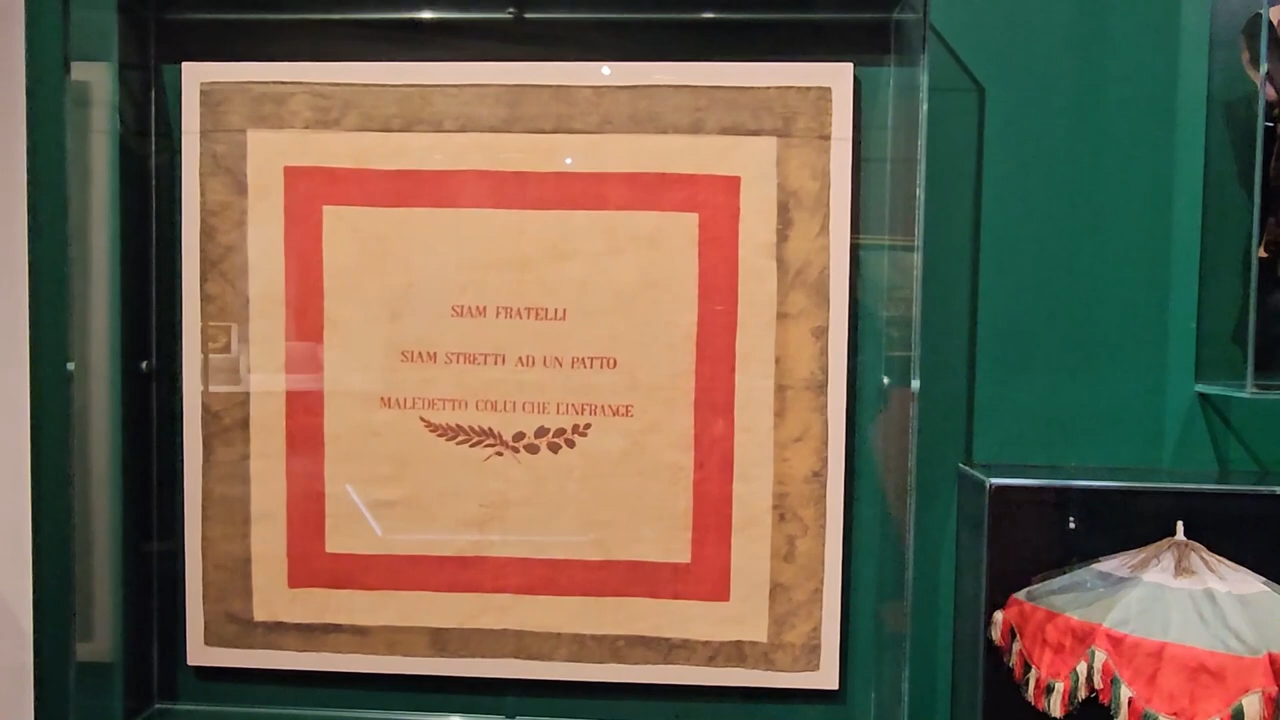 SIAM FRATELLI
SIAM STRETTI AD UN PATTO
MALEDETTO COLUI CHE L'INFRANGE